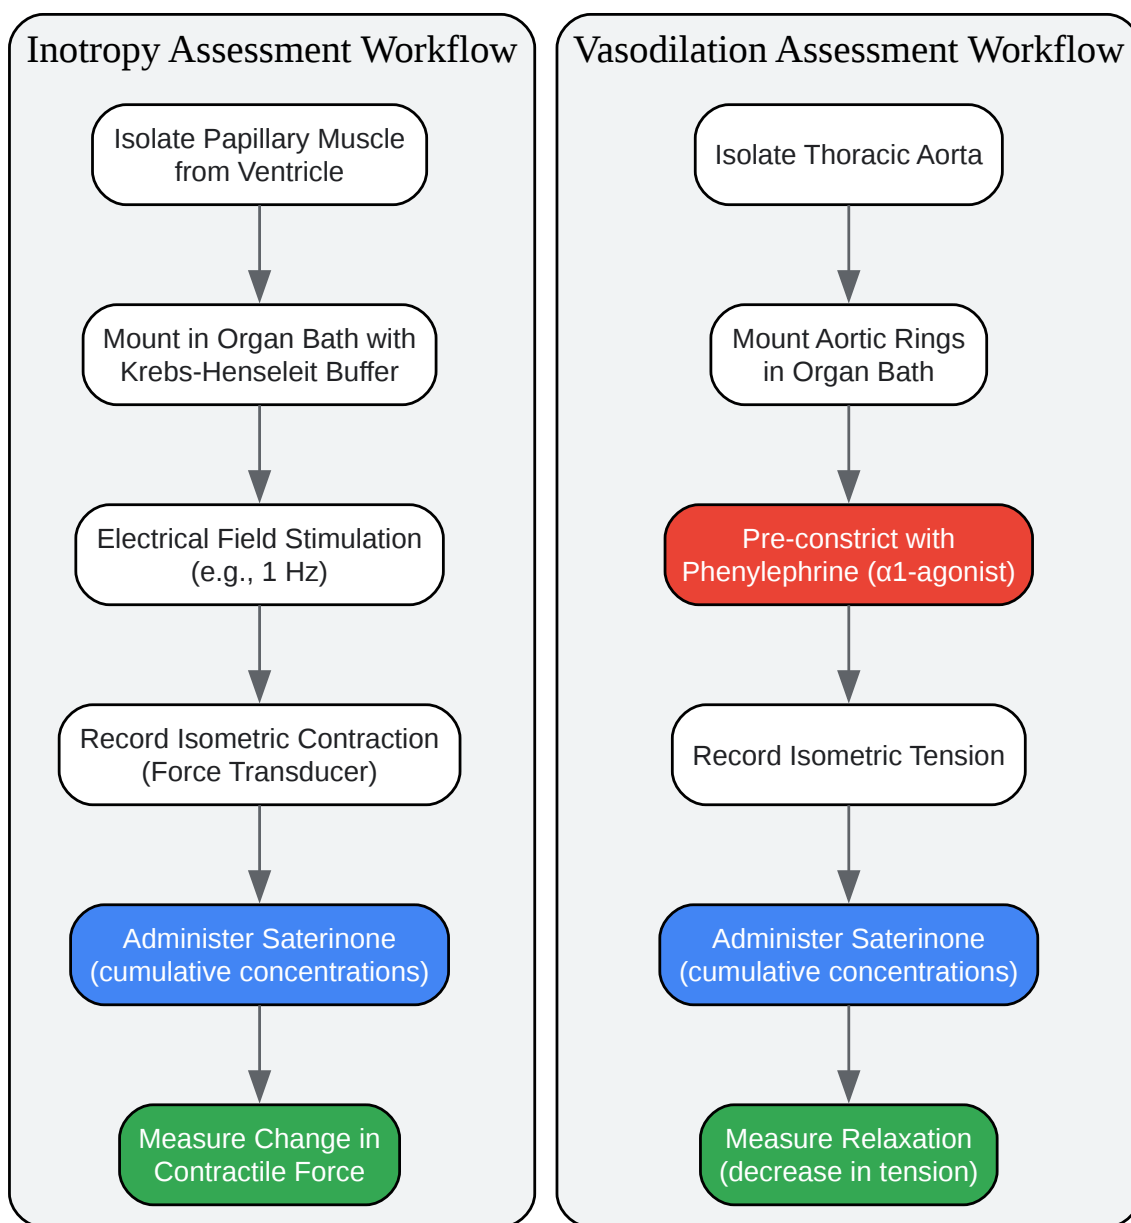 Inotropy Assessment Workflow
Isolate Papillary Muscle
from Ventricle
Mount in Organ Bath with
Krebs-Henseleit Buffer
Electrical Field Stimulation
(e.g., 1 Hz)
Record Isometric Contraction
(Force Transducer)
Administer Saterinone
(cumulative concentrations)
Measure Change in
Contractile Force
Vasodilation Assessment Workflow
Isolate Thoracic Aorta
Mount Aortic Rings
in Organ Bath
Pre-constrict with
Phenylephrine (α1-agonist)
Record Isometric Tension
Administer Saterinone
(cumulative concentrations)
Measure Relaxation
(decrease in tension)